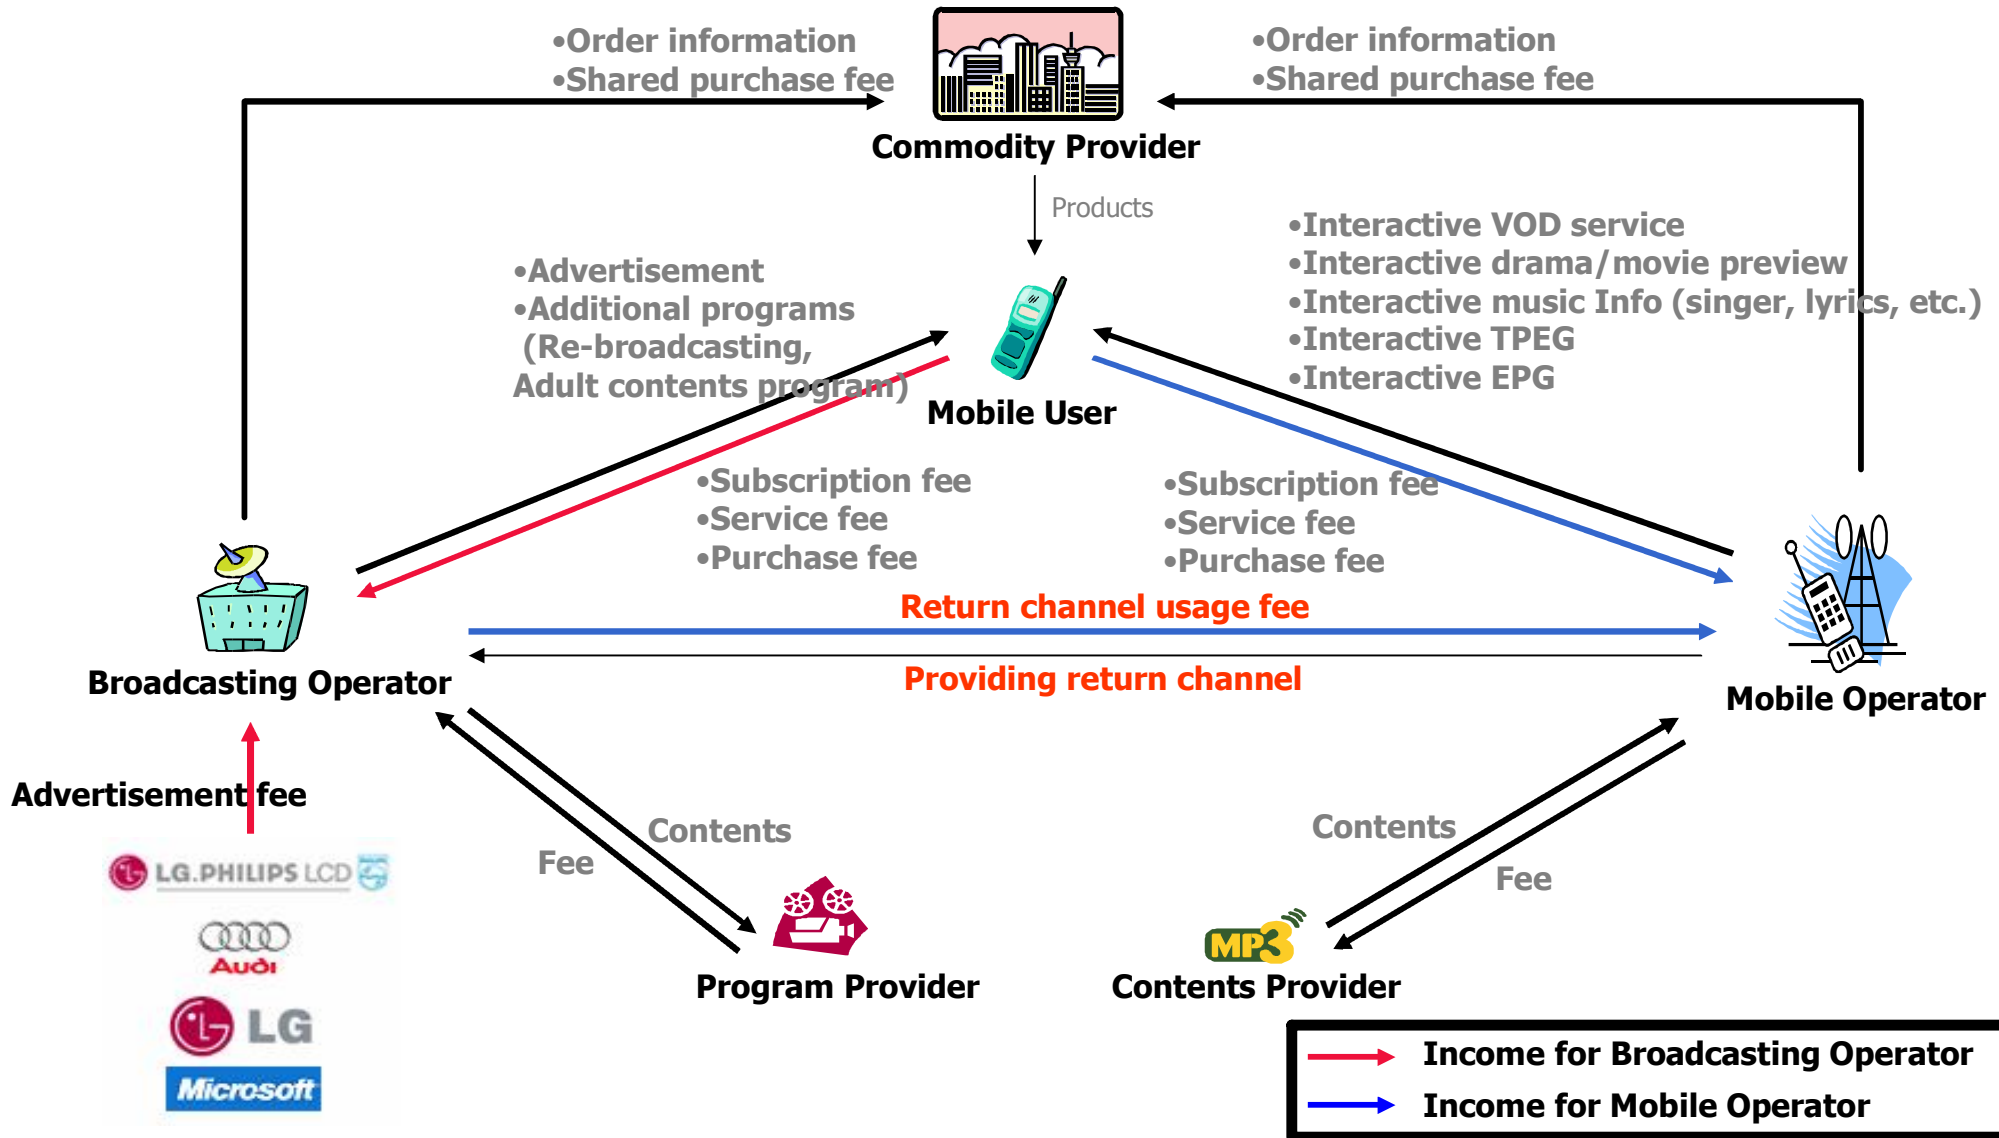 •Order information
•Shared purchase fee
•Order information
•Shared purchase fee
Commodity Provider
Products
•Interactive VOD service
•Interactive drama/movie preview
•Interactive music Info (singer, lyrics, etc.)
•Interactive TPEG
•Interactive EPG
•Advertisement
•Additional programs
(Re-broadcasting,
Adult contents program)
Mobile User
•Subscription fee
•Service fee
•Purchase fee
•Subscription fee
•Service fee
•Purchase fee
Return channel usage fee
Providing return channel
Broadcasting Operator
Mobile Operator
Advertisement fee
Contents
Fee
Contents
Fee
LG.PHILIPS LCD
Audi
LG
Microsoft
Program Provider
MP3
Contents Provider
Income for Broadcasting Operator
Income for Mobile Operator